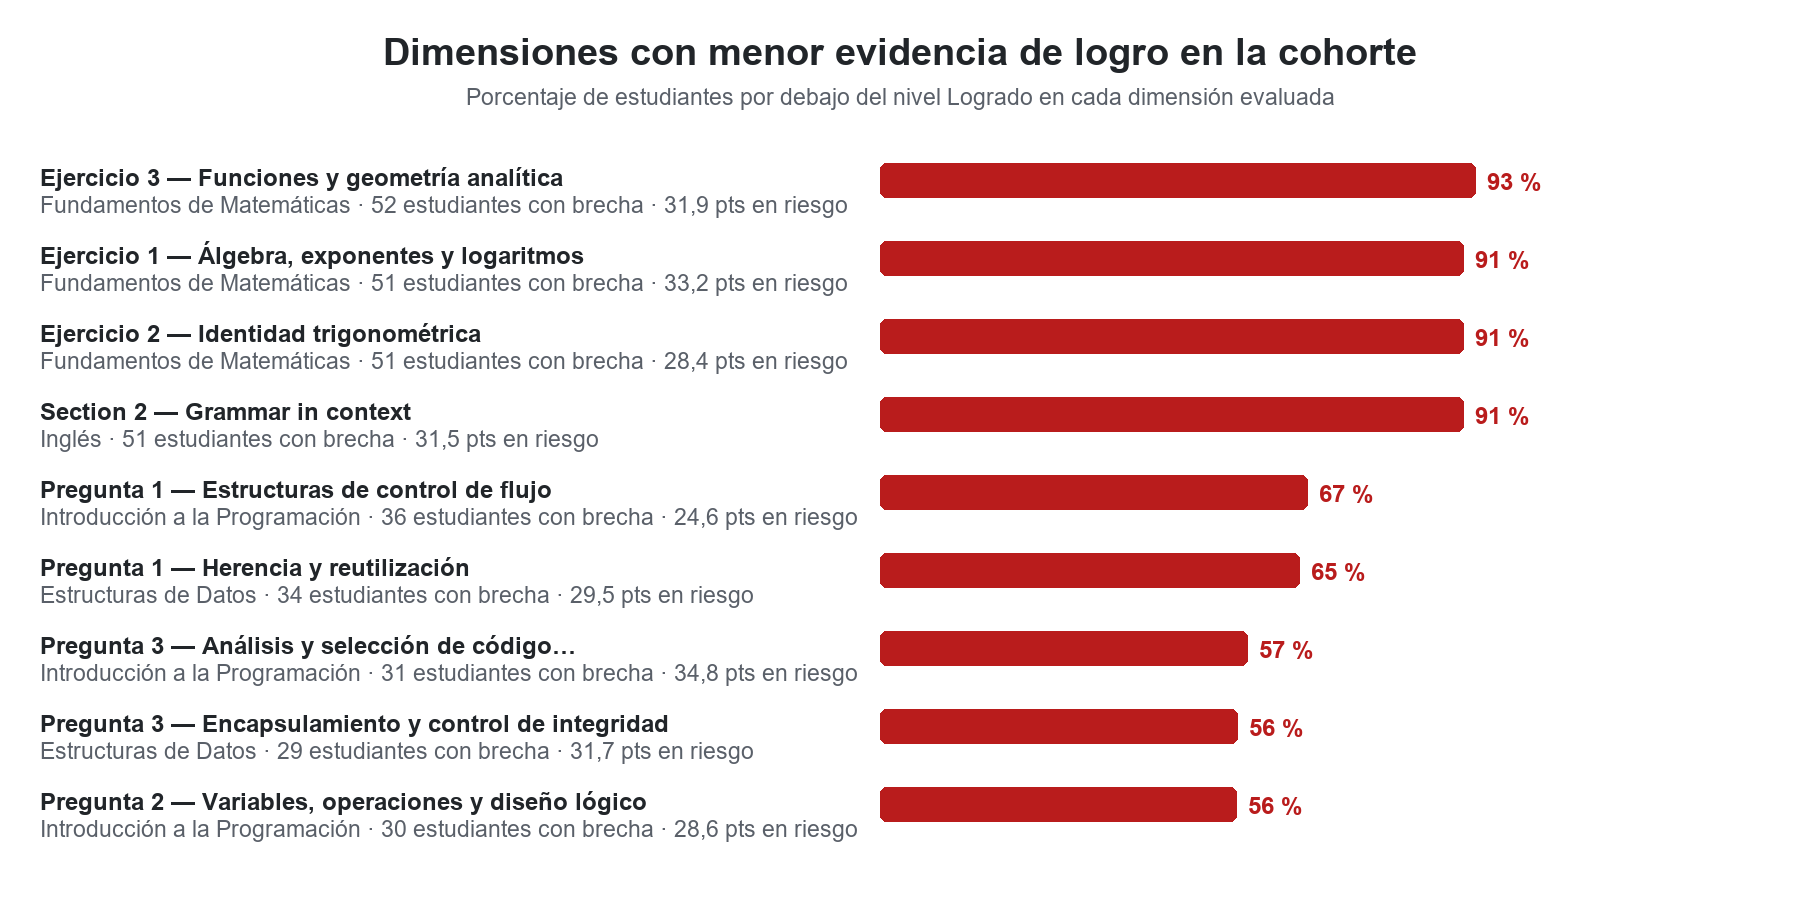 Dimensiones con menor evidencia de logro en la cohorte
Porcentaje de estudiantes por debajo del nivel Logrado en cada dimensión evaluada
Ejercicio 3 — Funciones y geometría analítica
Fundamentos de Matemáticas · 52 estudiantes con brecha · 31,9 pts en riesgo
93 %
Ejercicio 1 — Álgebra, exponentes y logaritmos
Fundamentos de Matemáticas · 51 estudiantes con brecha · 33,2 pts en riesgo
91 %
Ejercicio 2 — Identidad trigonométrica
Fundamentos de Matemáticas · 51 estudiantes con brecha · 28,4 pts en riesgo
91 %
Section 2 — Grammar in context
Inglés · 51 estudiantes con brecha · 31,5 pts en riesgo
91 %
Pregunta 1 — Estructuras de control de flujo
Introducción a la Programación · 36 estudiantes con brecha · 24,6 pts en riesgo
67 %
Pregunta 1 — Herencia y reutilización
Estructuras de Datos · 34 estudiantes con brecha · 29,5 pts en riesgo
65 %
Pregunta 3 — Análisis y selección de código…
Introducción a la Programación · 31 estudiantes con brecha · 34,8 pts en riesgo
57 %
Pregunta 3 — Encapsulamiento y control de integridad
Estructuras de Datos · 29 estudiantes con brecha · 31,7 pts en riesgo
56 %
Pregunta 2 — Variables, operaciones y diseño lógico
Introducción a la Programación · 30 estudiantes con brecha · 28,6 pts en riesgo
56 %